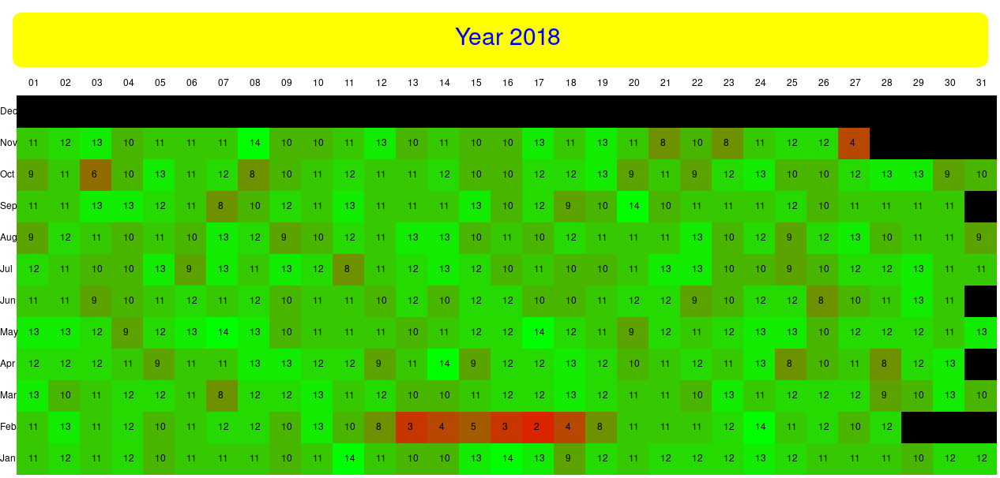 Year 2018
01 02 03 04 05 06 07 08 09 10 11 12 13 14 15 16 17 18 19 20 21 22 23 24 25 26 27 28 29 30 31
Dec
Nov 11 12 13 10 11 11 11 14 10 10 11 13 10 11 10 10 13 11 13 11 8 10 8 11 12 12 4
Oct 9 11 6 10 13 11 12 8 10 11 12 11 11 12 10 10 12 12 13 9 11 9 12 13 10 10 12 13 13 9 10
Sep 11 11 13 13 12 11 8 10 12 11 13 11 11 11 13 10 12 9 10 14 10 11 11 11 12 10 11 11 11 11
Aug 9 12 11 10 11 10 13 12 9 10 12 11 13 13 10 11 10 12 11 11 11 13 10 12 9 12 13 10 11 11 9
Jul 12 11 10 10 13 9 13 11 13 12 8 11 12 13 12 10 11 10 10 11 13 13 10 10 9 10 12 12 13 11 11
Jun 11 11 9 10 11 12 11 12 10 11 11 10 12 10 12 12 10 10 11 12 12 9 10 12 12 8 10 11 13 11
May 13 13 12 9 12 13 14 13 10 11 11 11 10 11 12 12 14 12 11 9 12 11 12 13 13 10 12 12 12 11 13
Apr 12 12 12 11 9 11 11 13 13 12 12 9 11 14 9 12 12 13 12 10 11 12 11 13 8 10 11 8 12 13
Mar 13 10 11 12 12 11 8 12 12 13 11 12 10 10 11 12 12 13 12 11 11 10 13 11 12 12 12 9 10 13 10
Feb 11 13 11 12 10 11 12 12 10 13 10 8 3 4 5 3 2 4 8 11 11 11 12 14 11 12 10 12
Jan 11 12 11 12 10 11 11 11 10 11 14 11 10 10 13 14 13 9 12 11 12 12 12 13 12 11 11 11 10 12 12